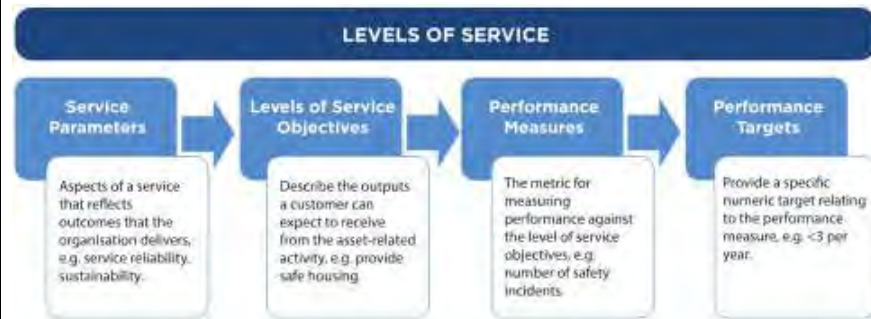 LEVELS OF SERVICE
Service
Parameters
Aspects of a service
that reflects
outcomes that the
organisation delivers,
e.g. service reliability,
sustainability.
Levels of Service
Objectives
Describe the outputs
a customer can
expect to receive
from the asset-related
activity, e.g. provide
safe housing.
Performance
Measures
The metric for
measuring
performance against
the level of service
objectives, e.g.
number of safety
incidents.
Performance
Targets
Provide a specific
numeric target relating
to the performance
measure, e.g. <3 per
year.